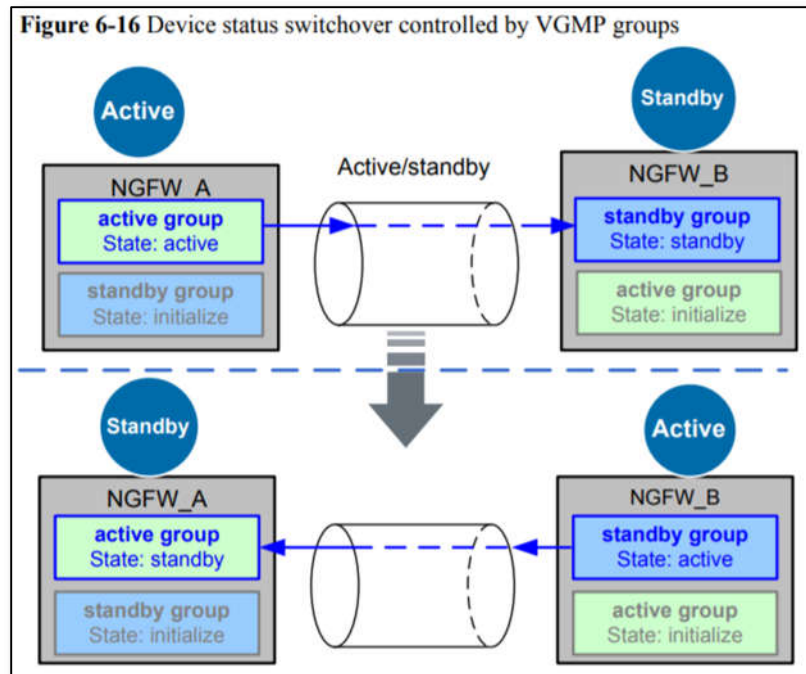 Figure 6-16 Device status switchover controlled by VGMP groups
Active
Standby
Active/standby
NGFW_A
active group
State: active
standby group
State: initialize
NGFW_B
standby group
State: standby
active group
State: initialize
Standby
Active
NGFW_A
active group
State: standby
standby group
State: initialize
NGFW_B
standby group
State: active
active group
State: initialize